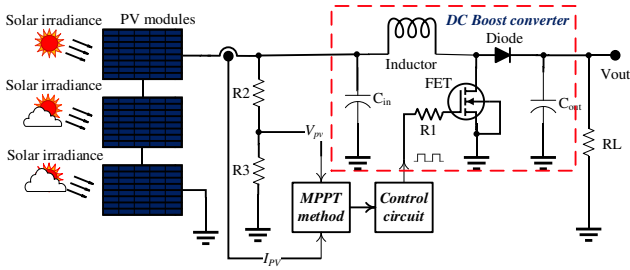 Solar irradiance
PV modules
DC Boost converter
Diode
Inductor
Vout
FET
Solar irradiance
R2
Cin
Cout
R1
Vpv
RL
Solar irradiance
R3
MPPT
method
Control
circuit
IPV